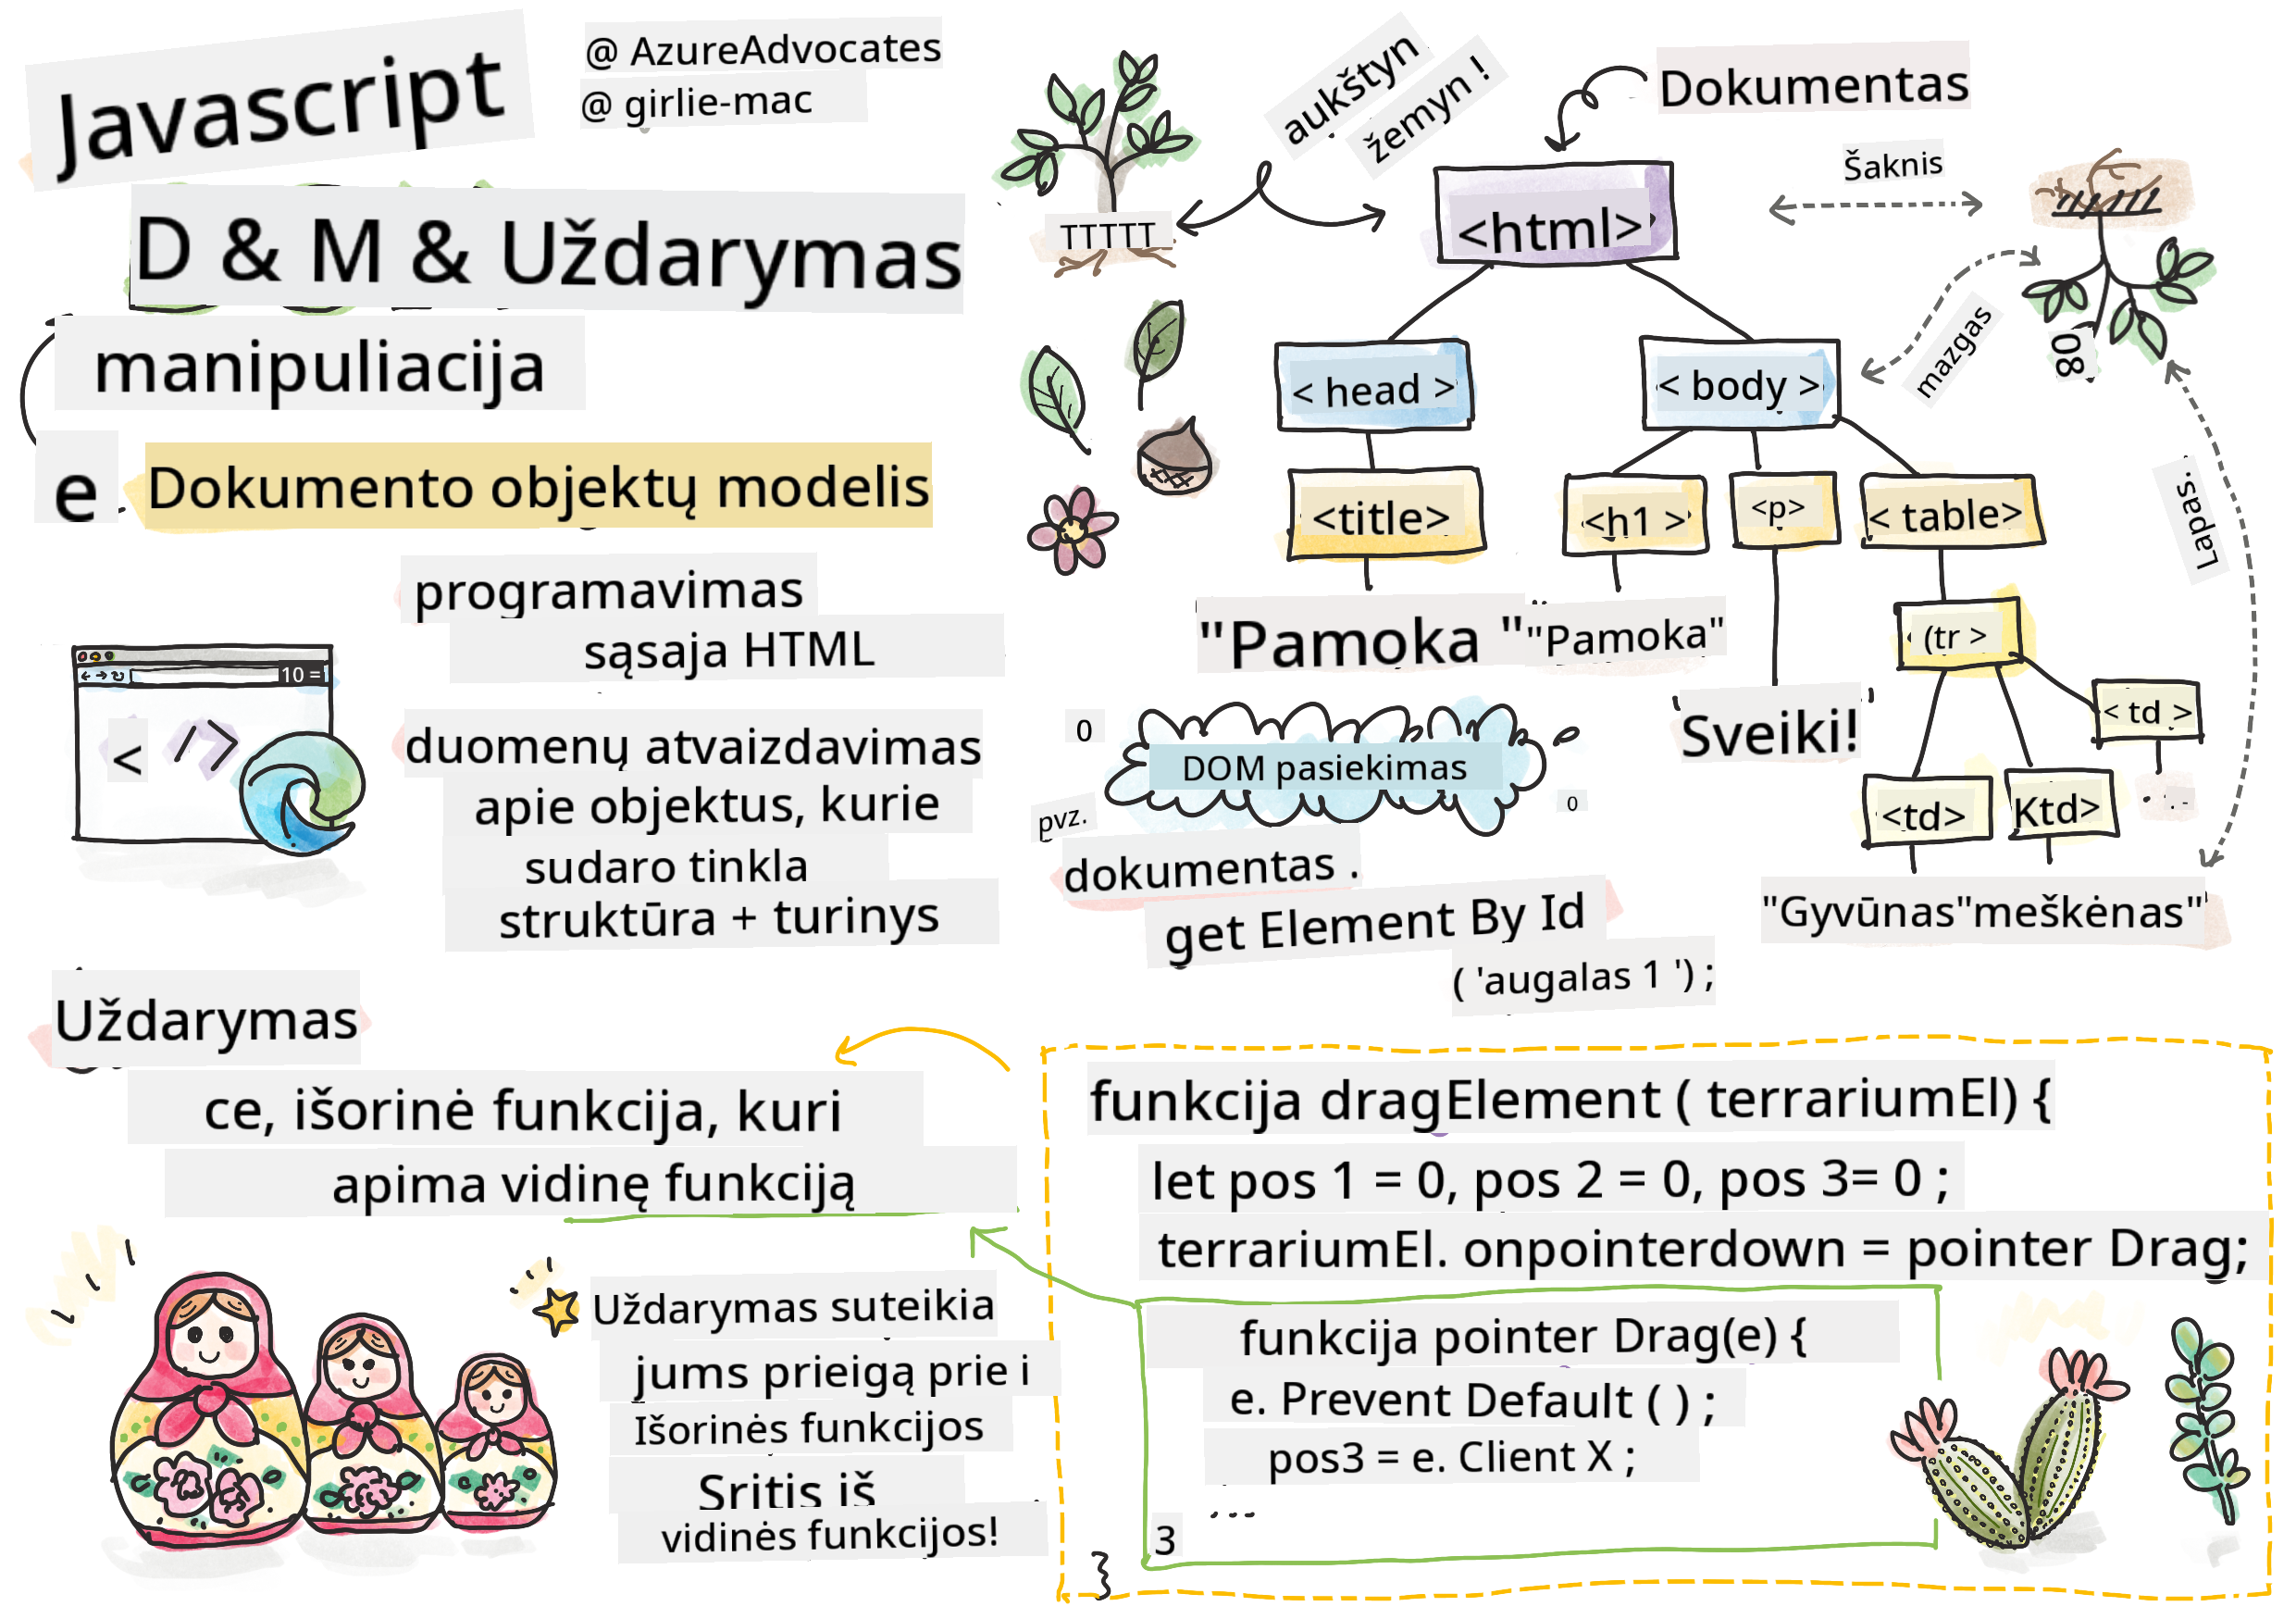 Javascript
@ AzureAdvocates
@ girlie-mac
D & M & Uždarymas
manipuliacija
e Dokumento objektų modelis
programavimas
sąsaja HTML
10 =
< />
duomenų atvaizdavimas
apie objektus, kurie
sudaro tinkla
struktūra + turinys
aukštyn
žemyn !
Dokumentas
TTTTT
<html>
Šaknis
mazgas
08
Lapas.
< head >
< body >
<title>
<h1 >
<p>
< table>
"Pamoka "
"Pamoka"
(tr >
Sveiki!
< td >
<td>
Ktd>
"Gyvūnas"meškėnas"
0
DOM pasiekimas
0
pvz.
dokumentas .
get Element By Id
( 'augalas 1 ') ;
Uždarymas
ce, išorinė funkcija, kuri
apima vidinę funkciją
Uždarymas suteikia
jums prieigą prie i
Išorinės funkcijos
Sritis iš
vidinės funkcijos!
funkcija dragElement ( terrariumEl) {
let pos 1 = 0, pos 2 = 0, pos 3= 0 ;
terrariumEl. onpointerdown = pointer Drag;
funkcija pointer Drag(e) {
e. Prevent Default ( ) ;
pos3 = e. Client X ;
...
3
}